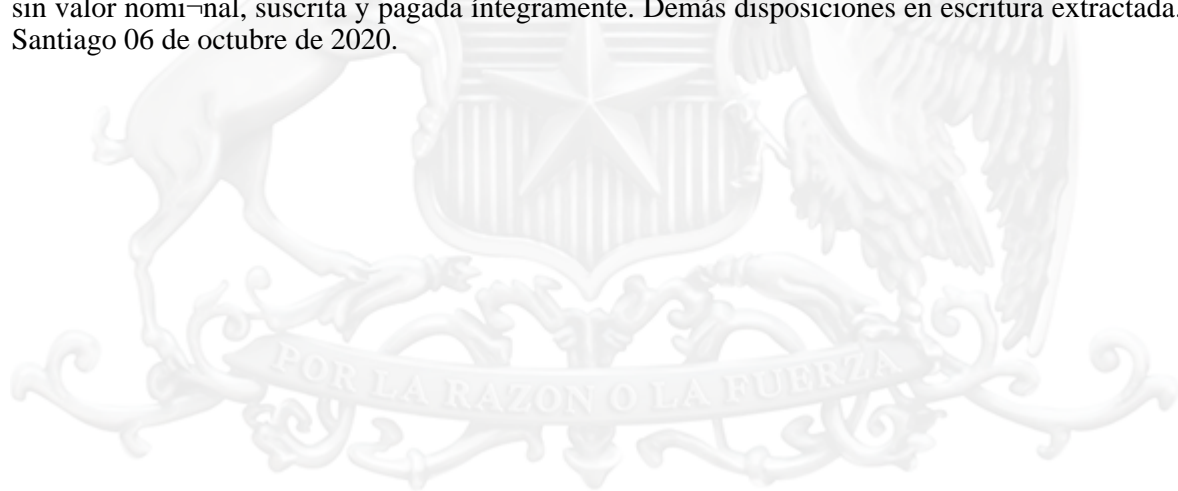 sin valor nomi¬nal, suscrita y pagada íntegramente. Demás disposiciones en escritura extractada.
Santiago 06 de octubre de 2020.
POR LA RAZON O LA FUERZA